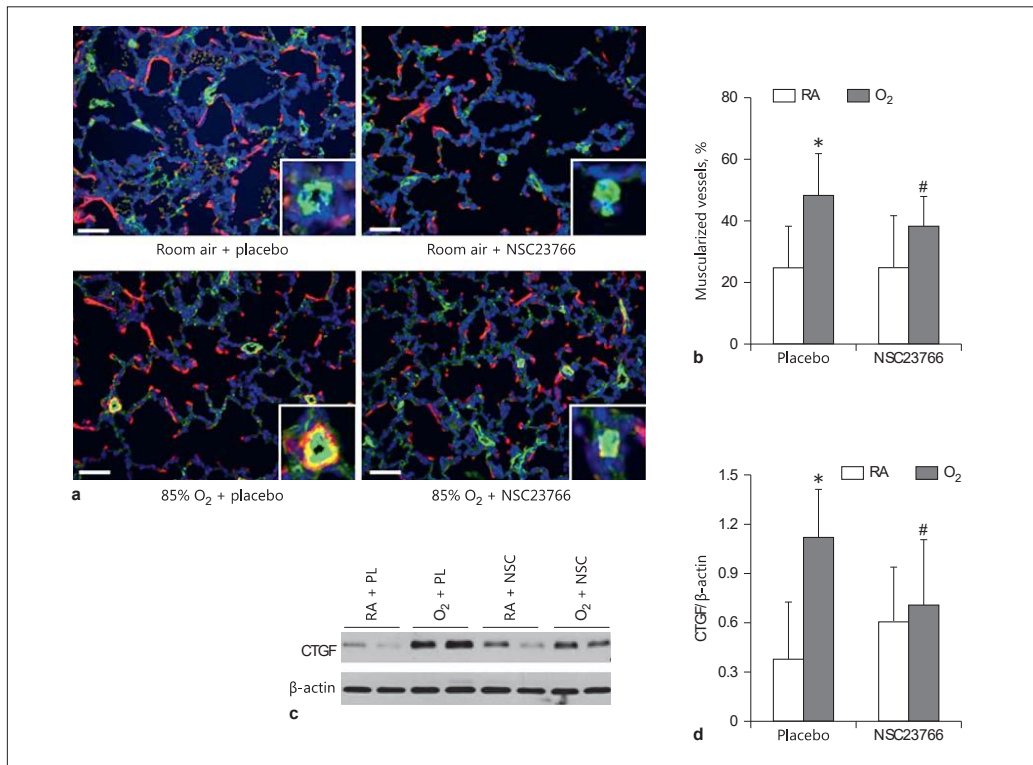 Room air + placebo
Room air + NSC23766
85% O₂ + placebo
85% O₂ + NSC23766
a
RA
O₂
Muscularized vessels, %
80
60
40
20
0
*
#
Placebo
NSC23766
b
RA + PL
O₂ + PL
RA + NSC
O₂ + NSC
CTGF
β-actin
c
RA
O₂
CTGF/β-actin
1.5
1.2
0.9
0.6
0.3
0
*
#
Placebo
NSC23766
d